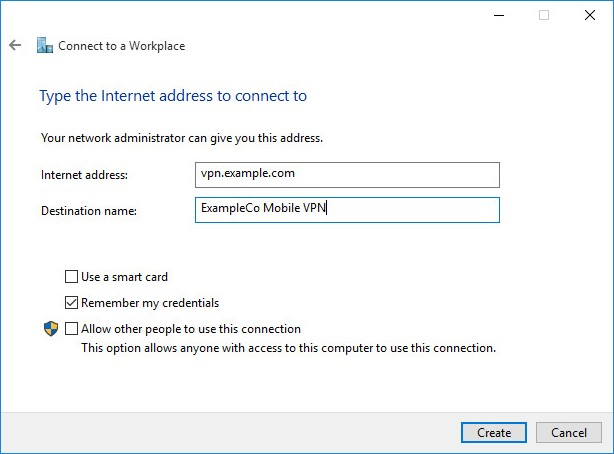 Connect to a Workplace
Type the Internet address to connect to
Your network administrator can give you this address.
Internet address: vpn.example.com
Destination name: ExampleCo Mobile VPN
Use a smart card
Remember my credentials
Allow other people to use this connection
This option allows anyone with access to this computer to use this connection.
Create Cancel